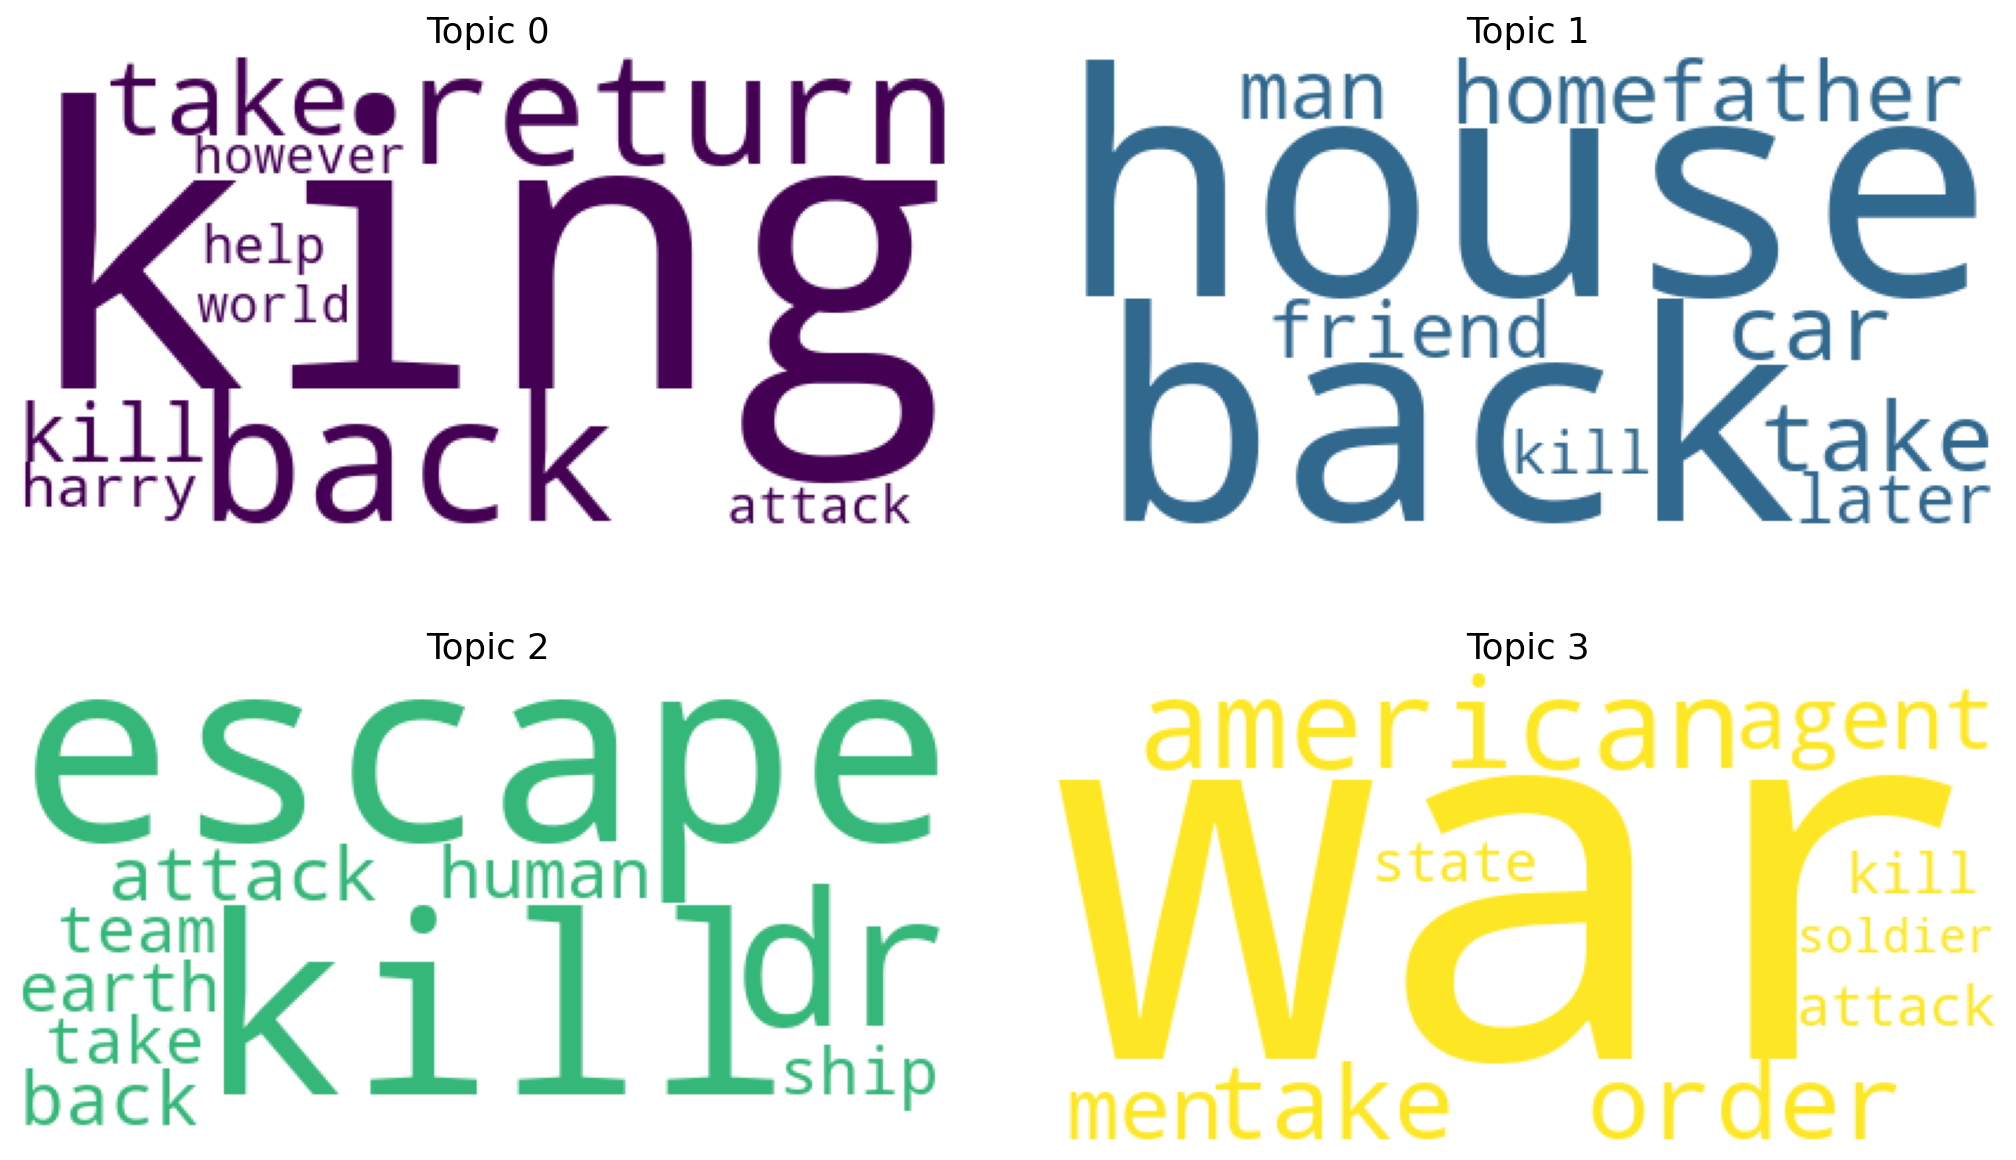 Topic 0
take return
however
king
help
world
kill
harry
back
attack
Topic 1
man home father
house
friend car
back
kill
take
later
Topic 2
escape
attack human
team
kill
dr
earth
take
ship
back
Topic 3
american agent
war
state
kill
soldier
attack
men take order